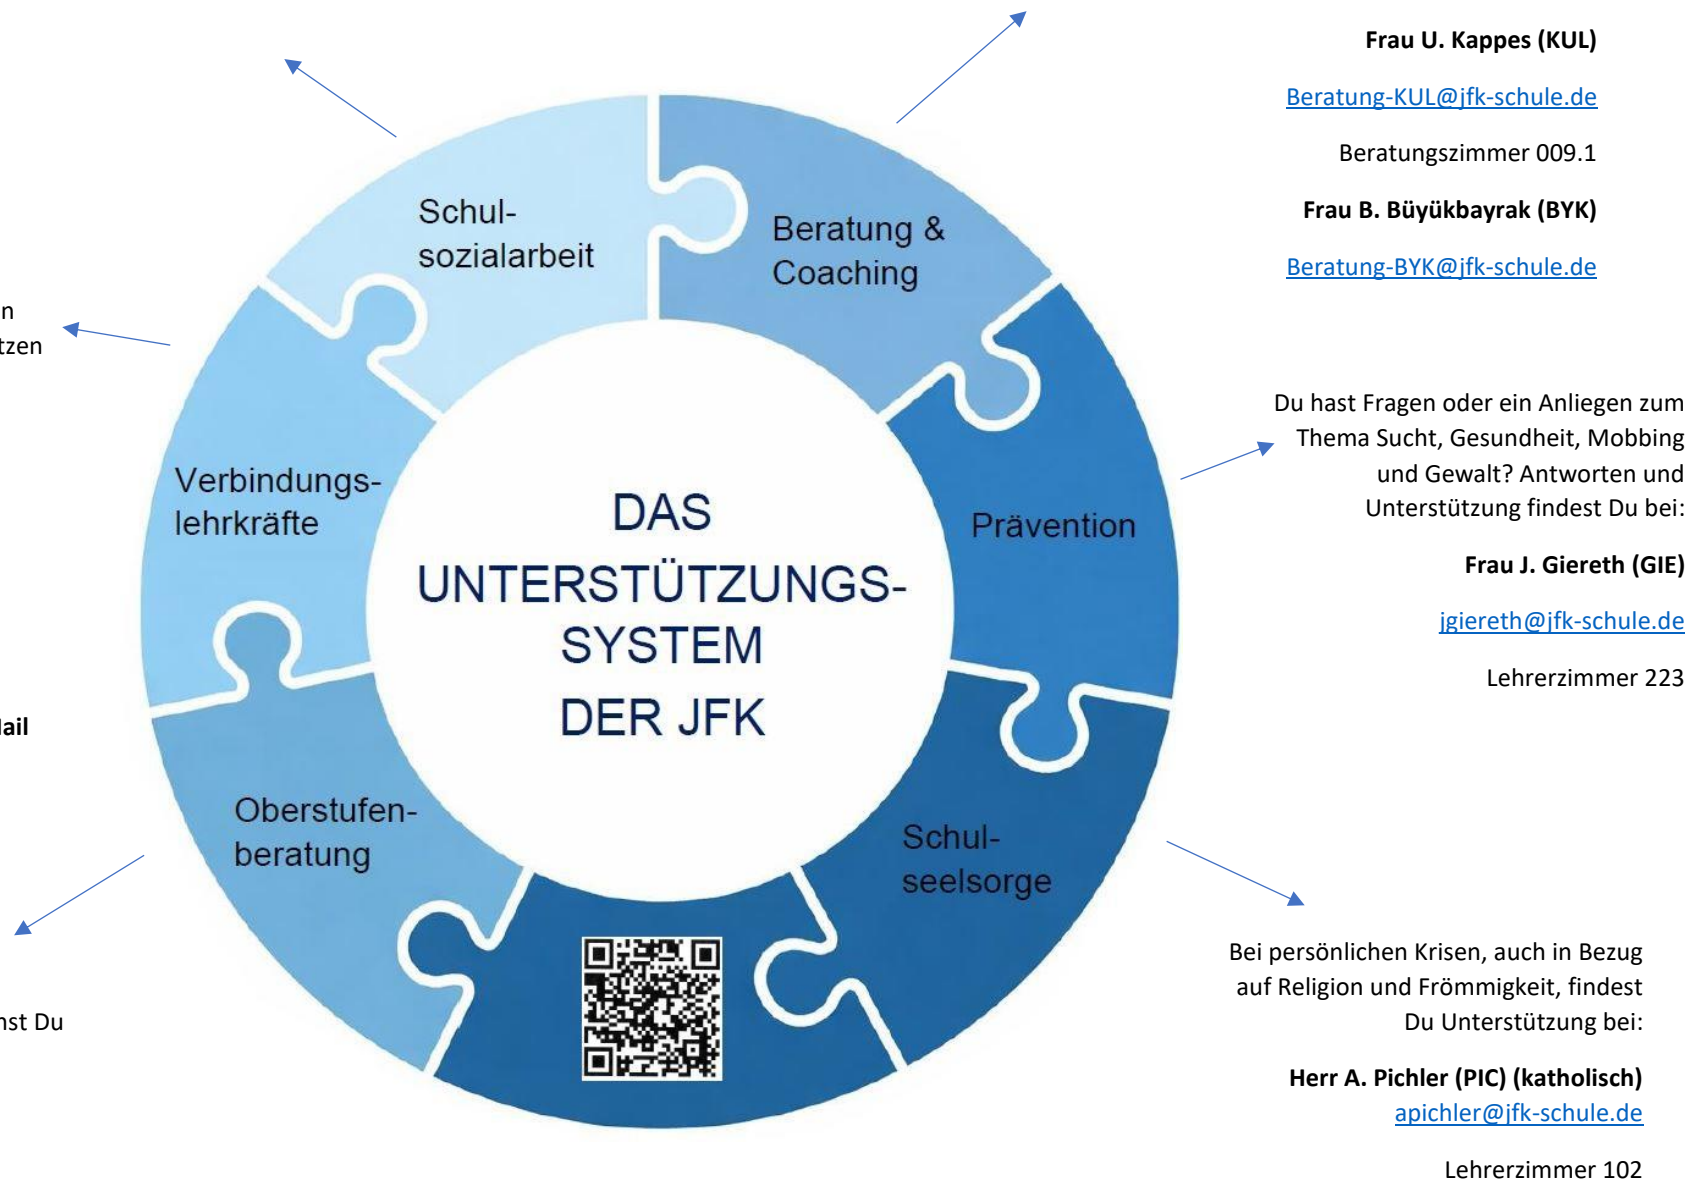 Frau U. Kappes (KUL)
Beratung-KUL@jfk-schule.de
Beratungszimmer 009.1
Frau B. Büyükbayrak (BYK)
Beratung-BYK@jfk-schule.de
Schul-
sozialarbeit
Beratung &
Coaching
n
tzen
Du hast Fragen oder ein Anliegen zum
Thema Sucht, Gesundheit, Mobbing
und Gewalt? Antworten und
Unterstützung findest Du bei:
Frau J. Giereth (GIE)
jgiereth@jfk-schule.de
Lehrerzimmer 223
Verbindungs-
lehrkräfte
Prävention
DAS
UNTERSTÜTZUNGS-
SYSTEM
DER JFK
ail
Oberstufen-
beratung
Schul-
seelsorge
nst Du
Bei persönlichen Krisen, auch in Bezug
auf Religion und Frömmigkeit, findest
Du Unterstützung bei:
Herr A. Pichler (PIC) (katholisch)
apichler@jfk-schule.de
Lehrerzimmer 102